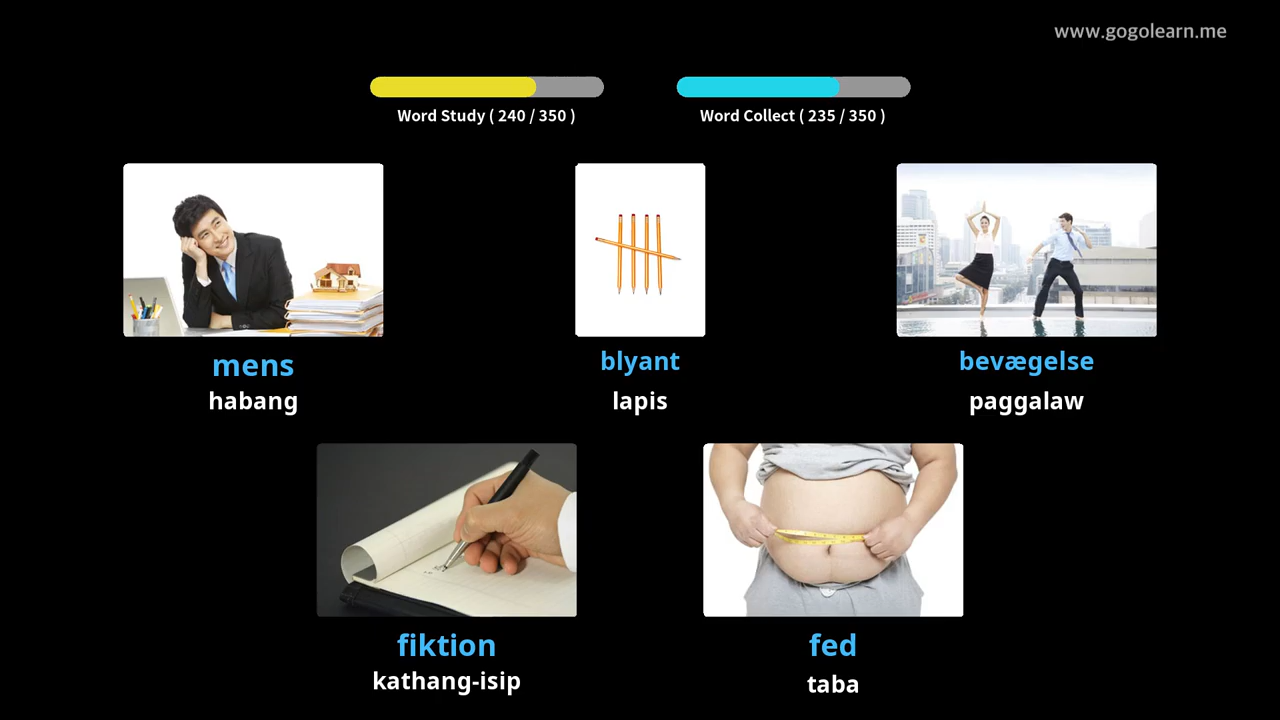 www.gogolearn.me
Word Study ( 240 / 350 )
Word Collect ( 235 / 350 )
mens
habang
blyant
lapis
bevægelse
paggalaw
fiktion
kathang-isip
fed
taba